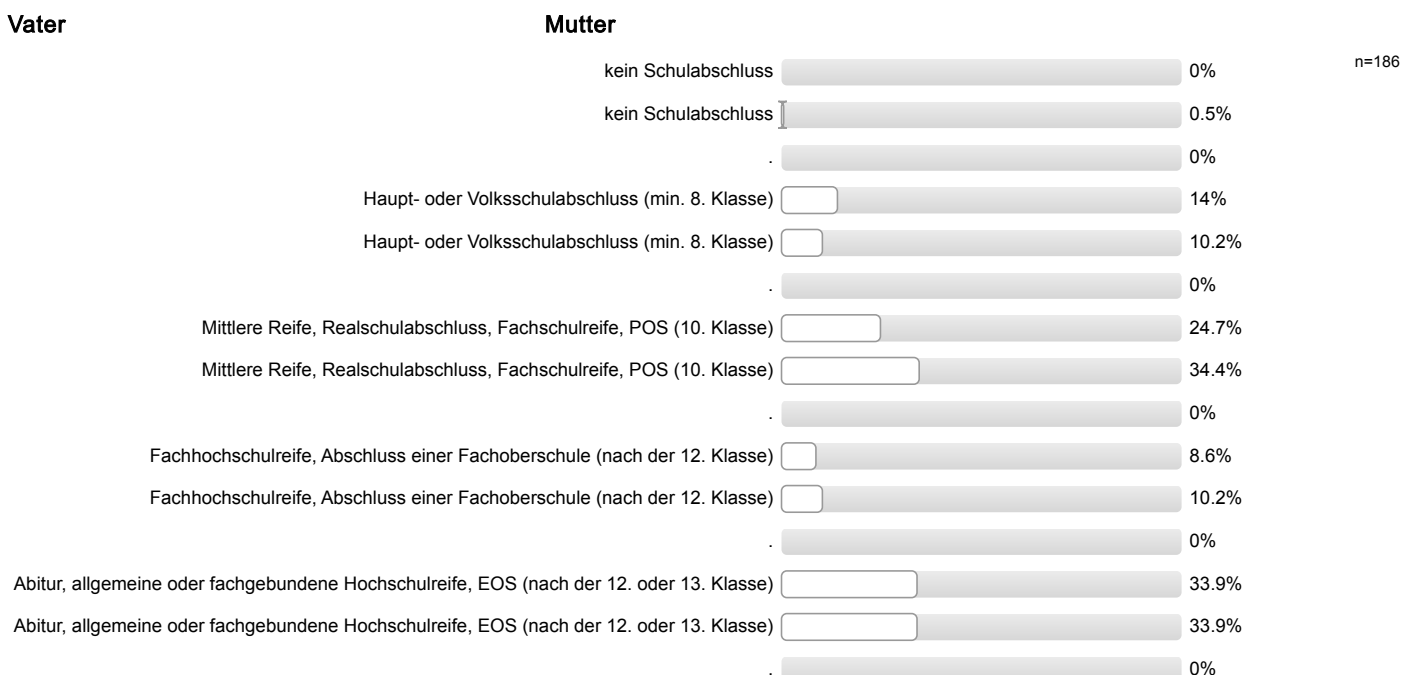 Vater Mutter
n=186
kein Schulabschluss 0%
kein Schulabschluss 0.5%
. 0%
Haupt- oder Volksschulabschluss (min. 8. Klasse) 14%
Haupt- oder Volksschulabschluss (min. 8. Klasse) 10.2%
. 0%
Mittlere Reife, Realschulabschluss, Fachschulreife, POS (10. Klasse) 24.7%
Mittlere Reife, Realschulabschluss, Fachschulreife, POS (10. Klasse) 34.4%
. 0%
Fachhochschulreife, Abschluss einer Fachoberschule (nach der 12. Klasse) 8.6%
Fachhochschulreife, Abschluss einer Fachoberschule (nach der 12. Klasse) 10.2%
. 0%
Abitur, allgemeine oder fachgebundene Hochschulreife, EOS (nach der 12. oder 13. Klasse) 33.9%
Abitur, allgemeine oder fachgebundene Hochschulreife, EOS (nach der 12. oder 13. Klasse) 33.9%
. 0%